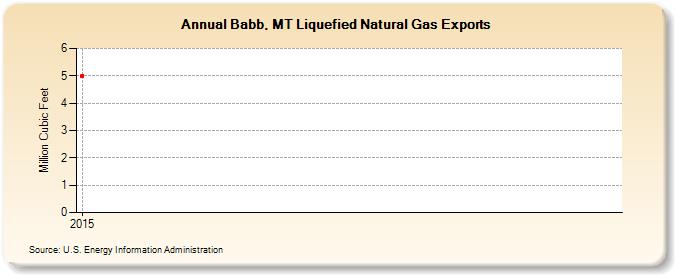 Annual Babb, MT Liquefied Natural Gas Exports
Million Cubic Feet
6
5
4
3
2
1
0
2015
Source: U.S. Energy Information Administration